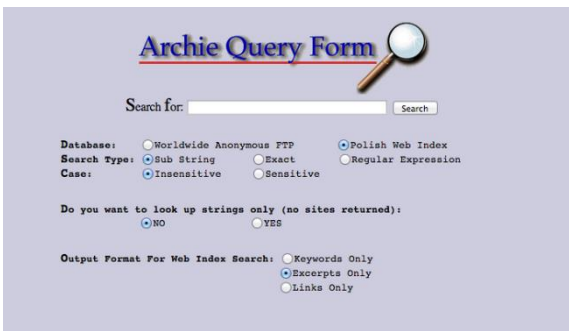 Archie Query Form
Search for: Search
Database: Worldwide Anonymous FTP Polish Web Index
Search Type: Sub String Exact Regular Expression
Case: Insensitive Sensitive
Do you want to look up strings only (no sites returned):
NO YES
Output Format For Web Index Search: Keywords Only
Excerpts Only
Links Only